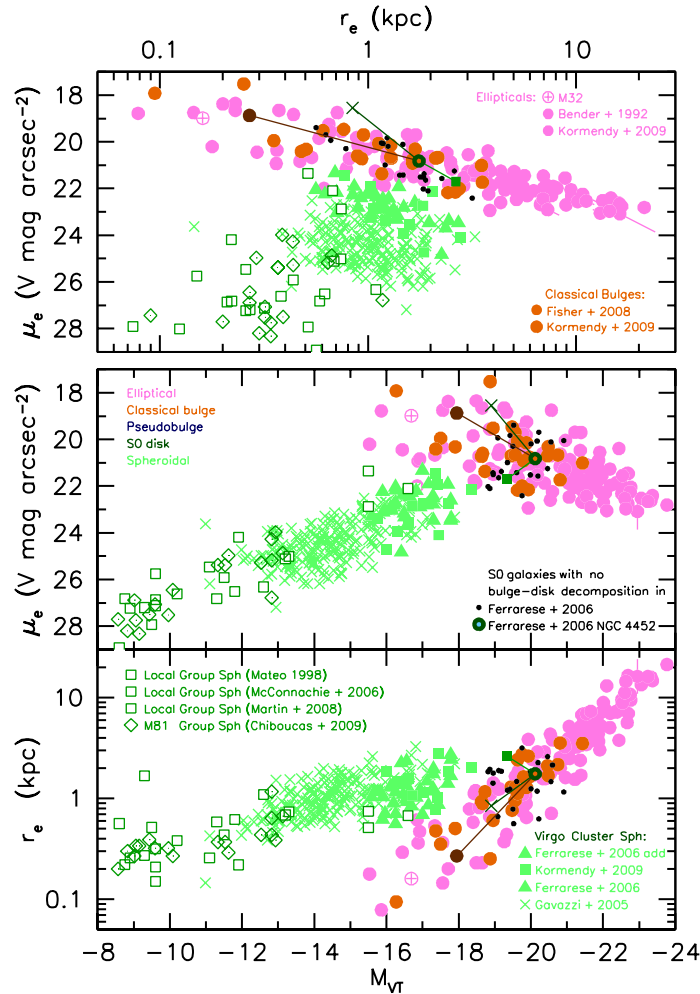 r_e (kpc)
0.1 1 10
18
20
22
24
26
28
μ_e (V mag arcsec−2)
Ellipticals: ⊕ M32
Bender + 1992
Kormendy + 2009
Classical Bulges:
Fisher + 2008
Kormendy + 2009
18
20
22
24
26
28
μ_e (V mag arcsec−2)
Elliptical
Classical bulge
Pseudobulge
S0 disk
Spheroidal
S0 galaxies with no
bulge-disk decomposition in
Ferrarese + 2006
Ferrarese + 2006 NGC 4452
10
1
0.1
r_e (kpc)
Local Group Sph (Mateo 1998)
Local Group Sph (McConnachie + 2006)
Local Group Sph (Martin + 2008)
M81 Group Sph (Chiboucas + 2009)
Virgo Cluster Sph:
Ferrarese + 2006 add
Kormendy + 2009
Ferrarese + 2006
Gavazzi + 2005
−8 −10 −12 −14 −16 −18 −20 −22 −24
M_VT